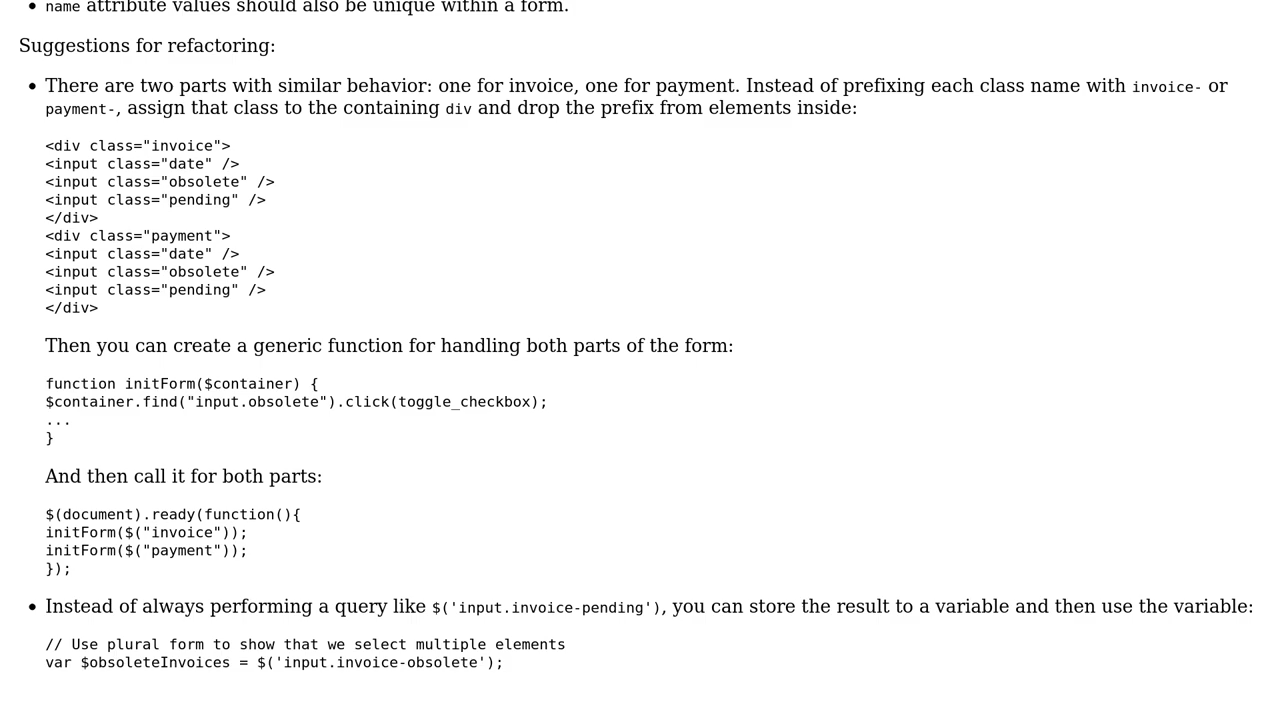 • name attribute values should also be unique within a form.
Suggestions for refactoring:
• There are two parts with similar behavior: one for invoice, one for payment. Instead of prefixing each class name with invoice- or
payment-, assign that class to the containing div and drop the prefix from elements inside:
<div class="invoice">
<input class="date" />
<input class="obsolete" />
<input class="pending" />
</div>
<div class="payment">
<input class="date" />
<input class="obsolete" />
<input class="pending" />
</div>
Then you can create a generic function for handling both parts of the form:
function initForm($container) {
$container.find("input.obsolete").click(toggle_checkbox);
...
}
And then call it for both parts:
$(document).ready(function(){
initForm($("invoice"));
initForm($("payment"));
});
• Instead of always performing a query like $('input.invoice-pending'), you can store the result to a variable and then use the variable:
// Use plural form to show that we select multiple elements
var $obsoleteInvoices = $('input.invoice-obsolete');